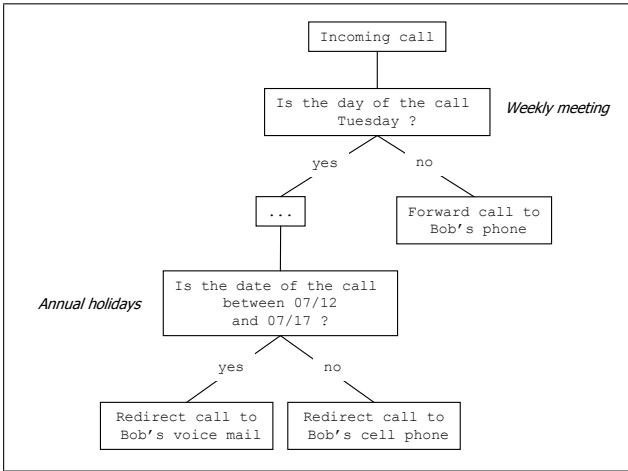 Incoming call
Is the day of the call
Tuesday ?
Weekly meeting
yes
no
...
Forward call to
Bob's phone
Annual holidays
Is the date of the call
between 07/12
and 07/17 ?
yes
no
Redirect call to
Bob's voice mail
Redirect call to
Bob's cell phone